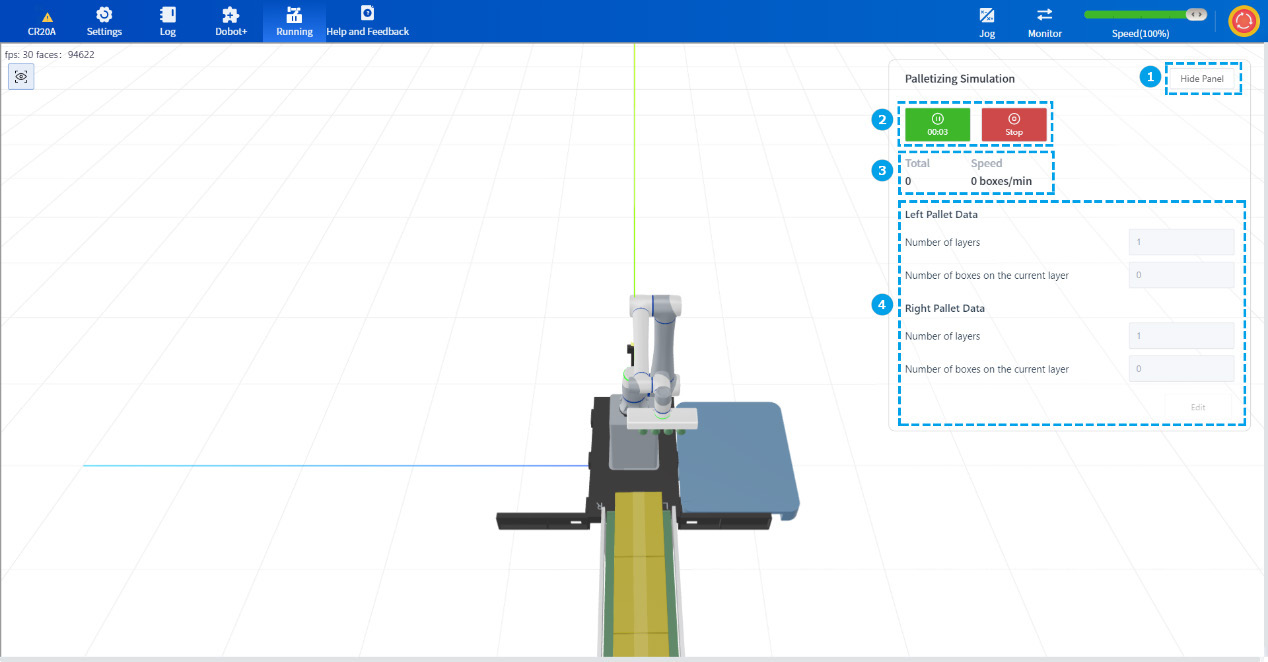 CR20A
Settings
Log
Dobot+
Running
Help and Feedback
Jog
Monitor
Speed(100%)
fps: 30 faces: 94622
Palletizing Simulation
1
Hide Panel
2
00:03
Stop
3
Total
Speed
0
0 boxes/min
Left Pallet Data
Number of layers
1
Number of boxes on the current layer
0
4
Right Pallet Data
Number of layers
1
Number of boxes on the current layer
0
Edit
R
L